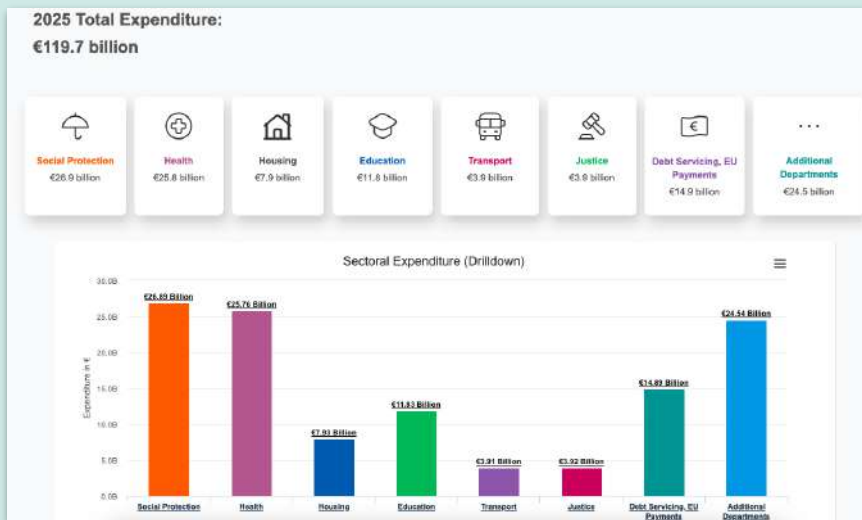 2025 Total Expenditure:
€119.7 billion
Social Protection
€26.9 billion
Health
€25.8 billion
Housing
€7.9 billion
Education
€11.8 billion
Transport
€3.9 billion
Justice
€3.9 billion
Debt Servicing, EU
Payments
€14.9 billion
Additional
Departments
€24.5 billion
Sectoral Expenditure (Drilldown)
Expenditure in €
30.0B
25.0B
20.0B
15.0B
10.0B
5.0B
0.0B
€26.89 Billion
€25.76 Billion
€7.93 Billion
€11.83 Billion
€3.91 Billion
€3.92 Billion
€14.89 Billion
€24.54 Billion
Social Protection
Health
Housing
Education
Transport
Justice
Debt Servicing, EU
Payments
Additional
Departments